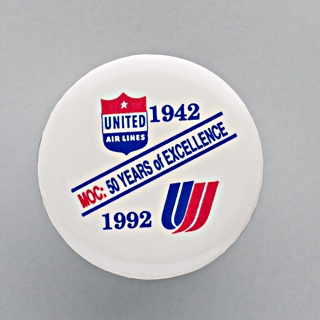 UNITED
AIR LINES
1942
MOC: 50 YEARS of EXCELLENCE
1992